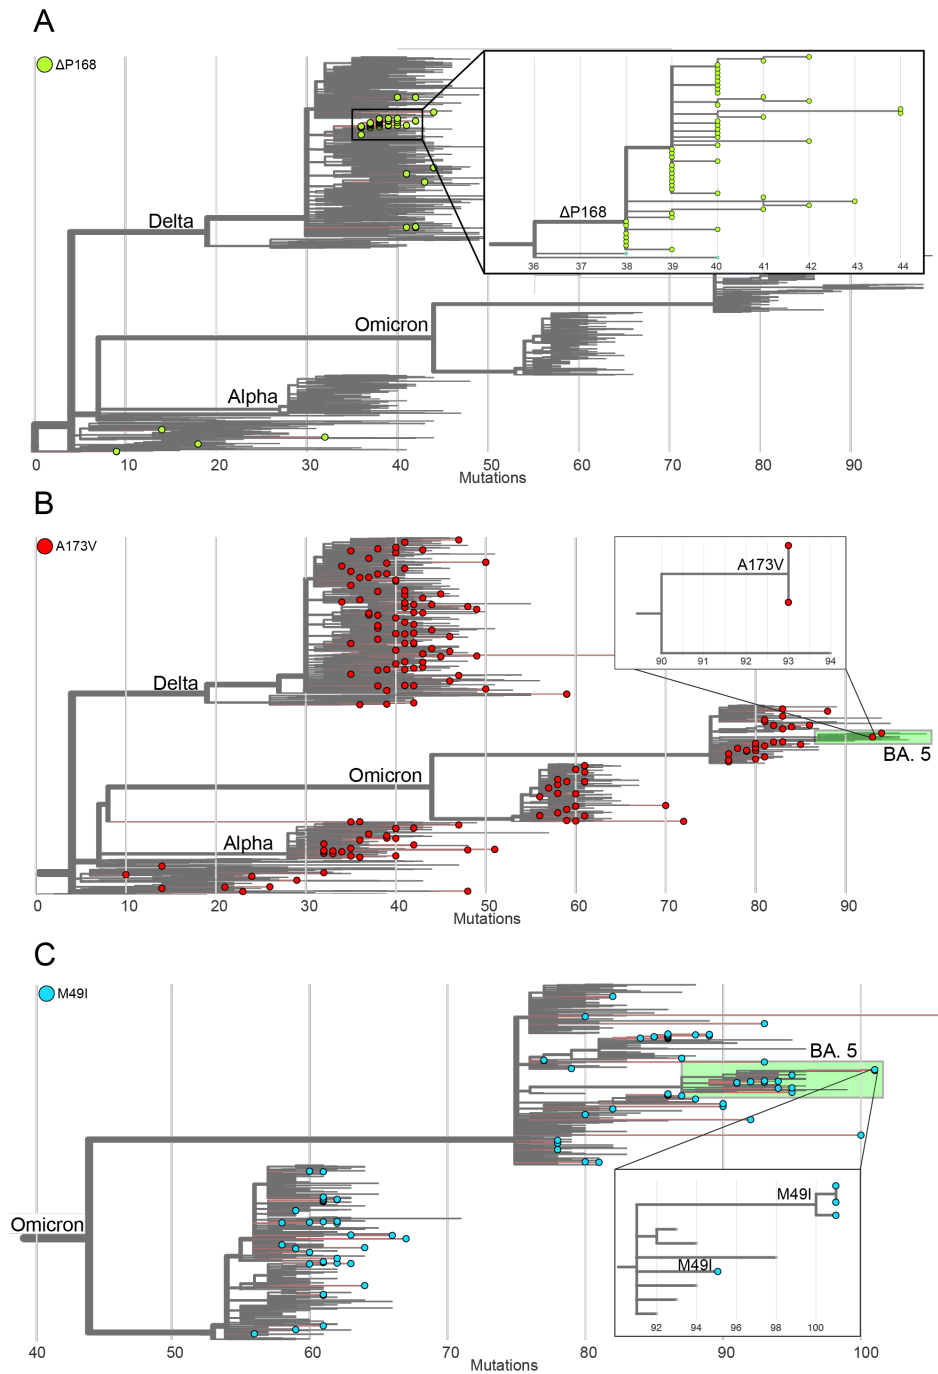 A
ΔP168
Delta
ΔP168
36 37 38 39 40 41 42 43 44
Omicron
Alpha
0 10 20 30 40 50 60 70 80 90
Mutations
B
A173V
A173V
90 91 92 93 94
Delta
BA. 5
Omicron
Alpha
0 10 20 30 40 50 60 70 80 90
Mutations
C
M49I
BA. 5
M49I
Omicron
M49I
92 94 96 98 100
40 50 60 70 80 90 100
Mutations